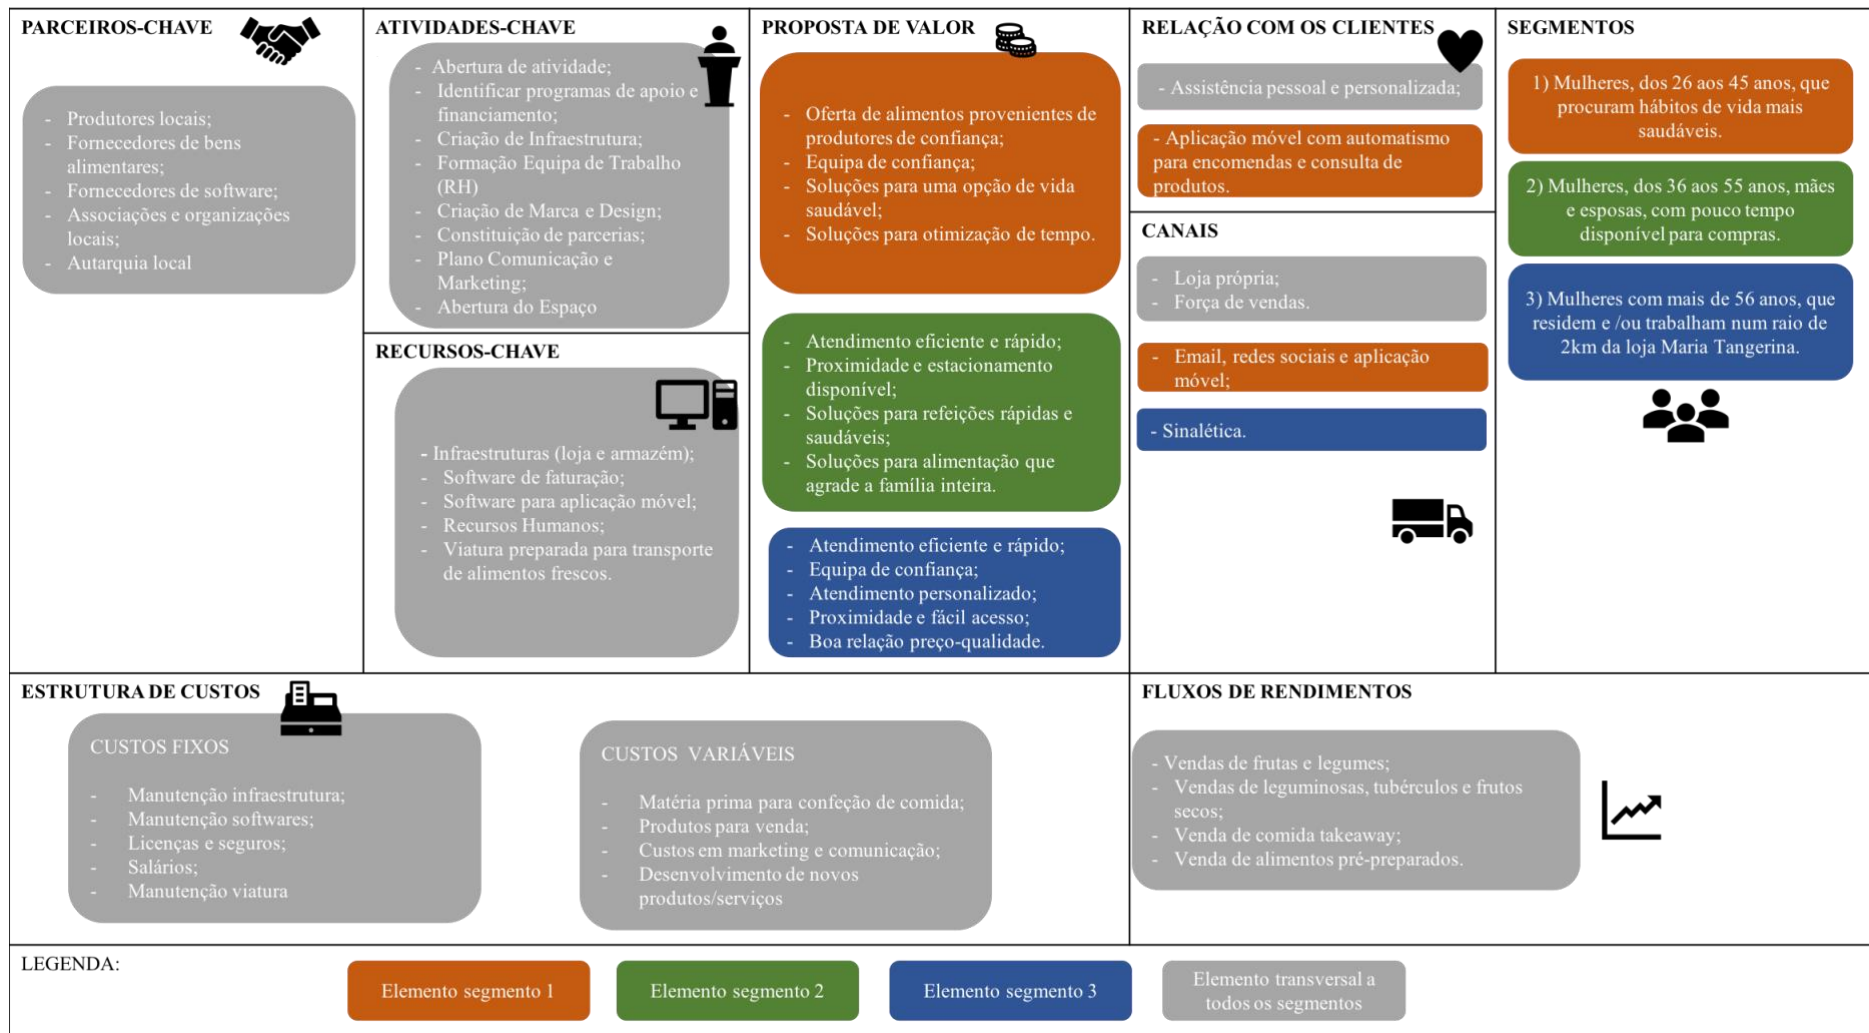 PARCEIROS-CHAVE
- Produtores locais;
- Fornecedores de bens
alimentares;
- Fornecedores de software;
- Associações e organizações
locais;
- Autarquia local
ATIVIDADES-CHAVE
- Abertura de atividade;
- Identificar programas de apoio e
financiamento;
- Criação de Infraestrutura;
- Formação Equipa de Trabalho
(RH)
- Criação de Marca e Design;
- Constituição de parcerias;
- Plano Comunicação e
Marketing;
- Abertura do Espaço
RECURSOS-CHAVE
- Infraestruturas (loja e armazém);
- Software de faturação;
- Software para aplicação móvel;
- Recursos Humanos;
- Viatura preparada para transporte
de alimentos frescos.
PROPOSTA DE VALOR
- Oferta de alimentos provenientes de
produtores de confiança;
- Equipa de confiança;
- Soluções para uma opção de vida
saudável;
- Soluções para otimização de tempo.
- Atendimento eficiente e rápido;
- Proximidade e estacionamento
disponível;
- Soluções para refeições rápidas e
saudáveis;
- Soluções para alimentação que
agrade a família inteira.
- Atendimento eficiente e rápido;
- Equipa de confiança;
- Atendimento personalizado;
- Proximidade e fácil acesso;
- Boa relação preço-qualidade.
RELAÇÃO COM OS CLIENTES
- Assistência pessoal e personalizada;
- Aplicação móvel com automatismo
para encomendas e consulta de
produtos.
CANAIS
- Loja própria;
- Força de vendas.
- Email, redes sociais e aplicação
móvel;
- Sinalética.
SEGMENTOS
1) Mulheres, dos 26 aos 45 anos, que
procuram hábitos de vida mais
saudáveis.
2) Mulheres, dos 36 aos 55 anos, mães
e esposas, com pouco tempo
disponível para compras.
3) Mulheres com mais de 56 anos, que
residem e /ou trabalham num raio de
2km da loja Maria Tangerina.
ESTRUTURA DE CUSTOS
CUSTOS FIXOS
- Manutenção infraestrutura;
- Manutenção softwares;
- Licenças e seguros;
- Salários;
- Manutenção viatura
CUSTOS VARIÁVEIS
- Matéria prima para confeção de comida;
- Produtos para venda;
- Custos em marketing e comunicação;
- Desenvolvimento de novos
produtos/serviços
FLUXOS DE RENDIMENTOS
- Vendas de frutas e legumes;
- Vendas de leguminosas, tubérculos e frutos
secos;
- Venda de comida takeaway;
- Venda de alimentos pré-preparados.
LEGENDA:
Elemento segmento 1
Elemento segmento 2
Elemento segmento 3
Elemento transversal a
todos os segmentos